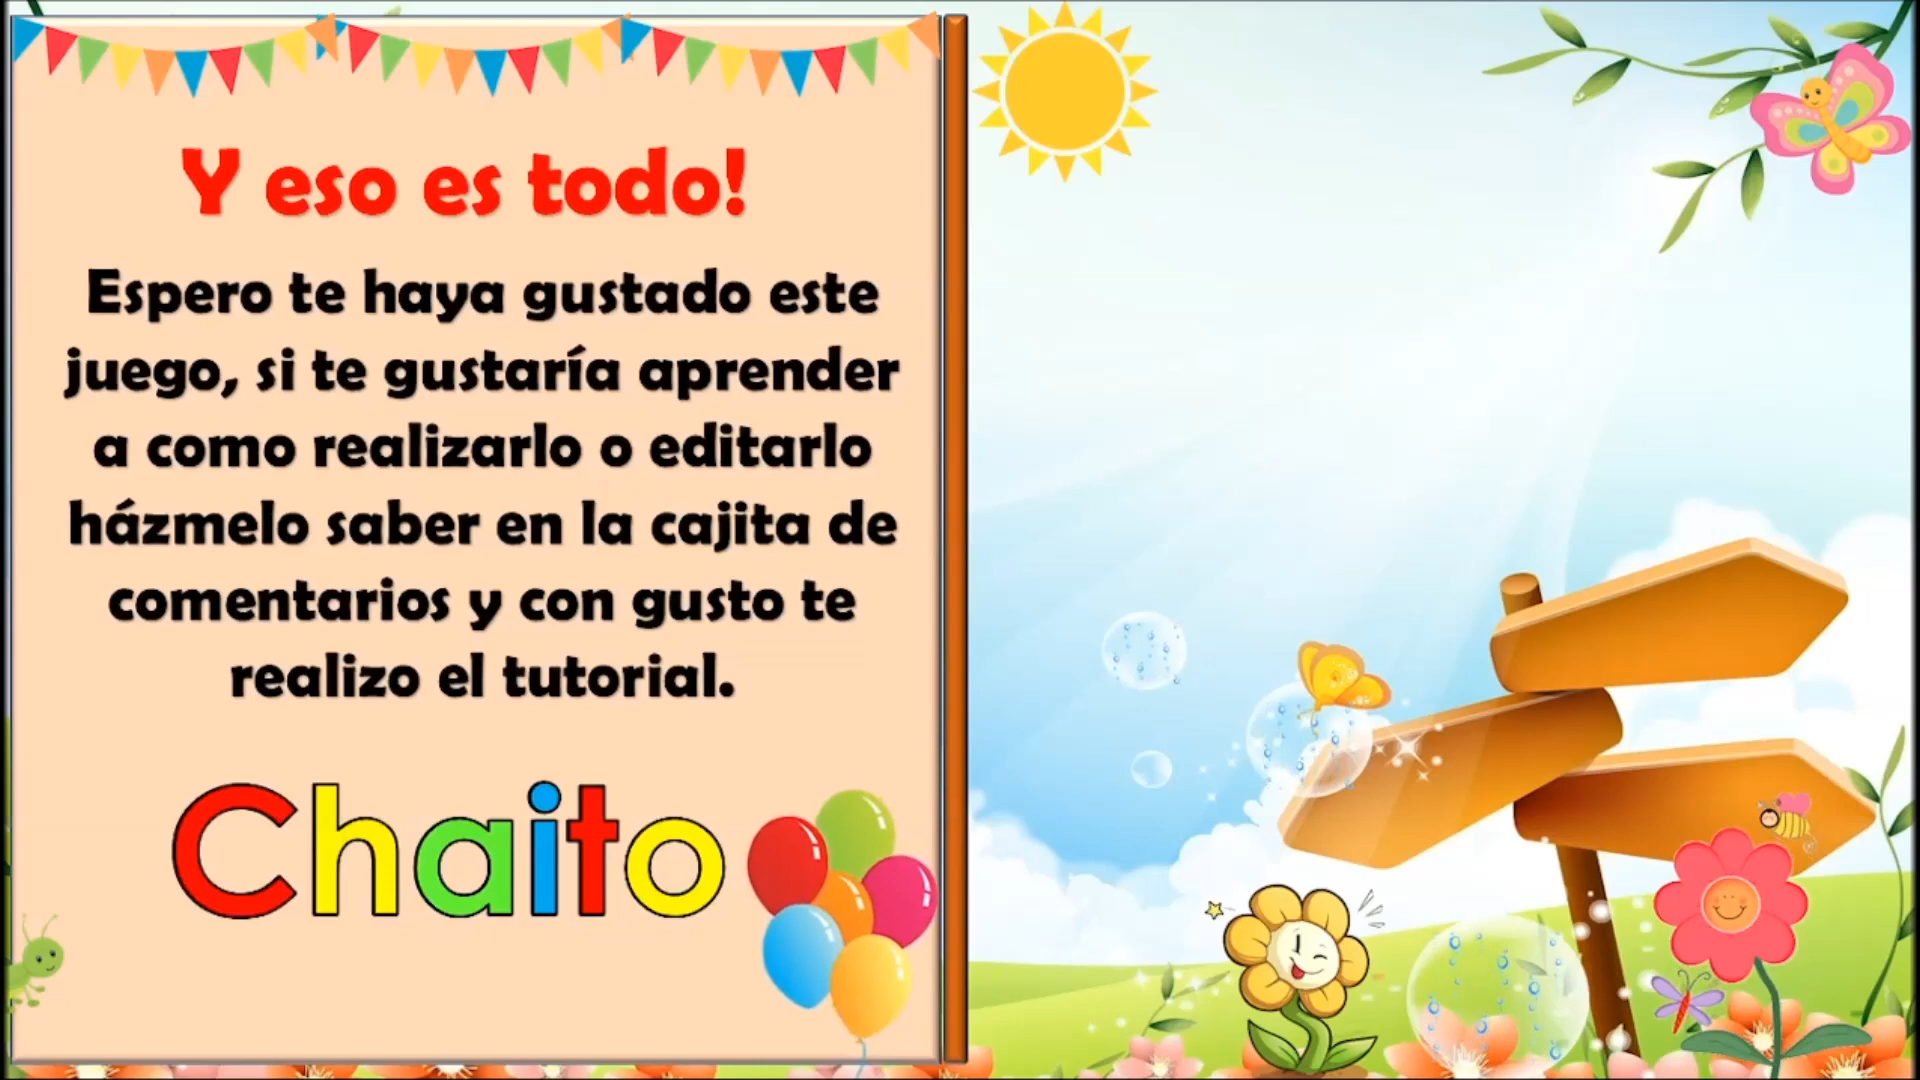 Y eso es todo!
Espero te haya gustado este
juego, si te gustaría aprender
a como realizarlo o editarlo
házmelo saber en la cajita de
comentarios y con gusto te
realizo el tutorial.
Chaito